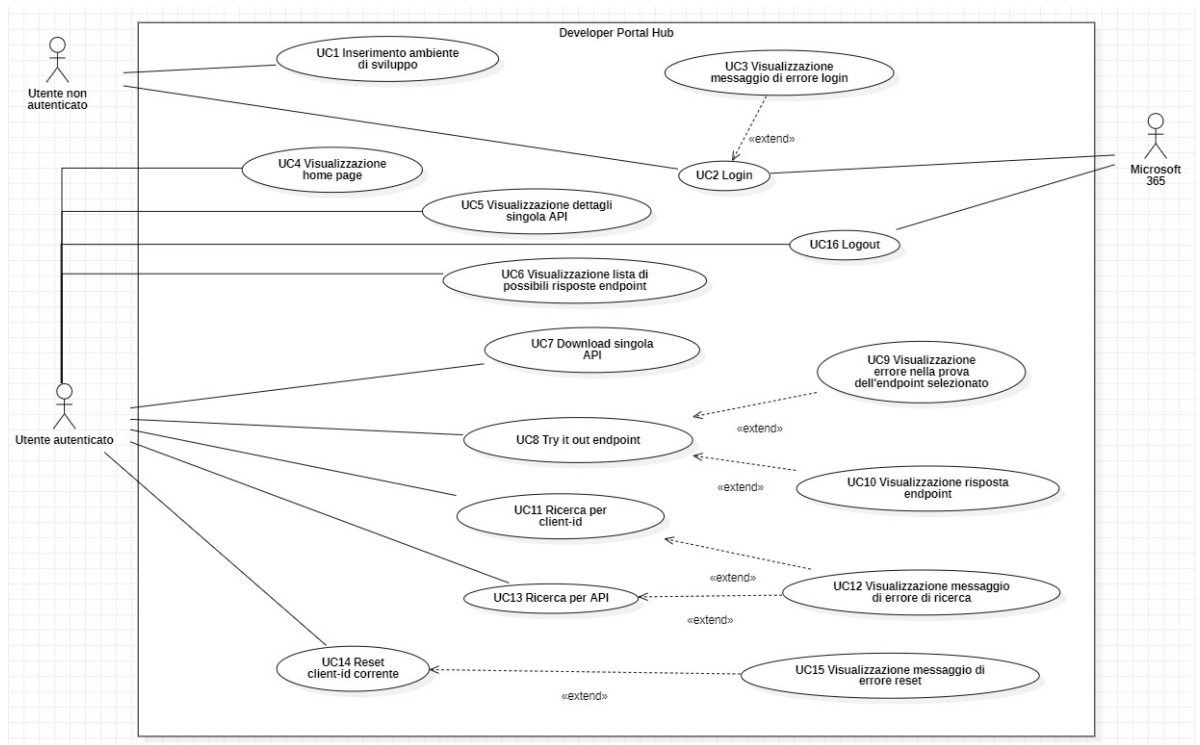 Developer Portal Hub
Utente non
autenticato
UC1 Inserimento ambiente
di sviluppo
UC3 Visualizzazione
messaggio di errore login
«extend»
UC4 Visualizzazione
home page
UC2 Login
Microsoft
365
UC5 Visualizzazione dettagli
singola API
UC16 Logout
UC6 Visualizzazione lista di
possibili risposte endpoint
UC7 Download singola
API
UC9 Visualizzazione
errore nella prova
dell'endpoint selezionato
«extend»
Utente autenticato
UC8 Try it out endpoint
«extend»
UC10 Visualizzazione risposta
endpoint
UC11 Ricerca per
client-id
«extend»
UC12 Visualizzazione messaggio
di errore di ricerca
UC13 Ricerca per API
«extend»
UC14 Reset
client-id corrente
UC15 Visualizzazione messaggio di
errore reset
«extend»